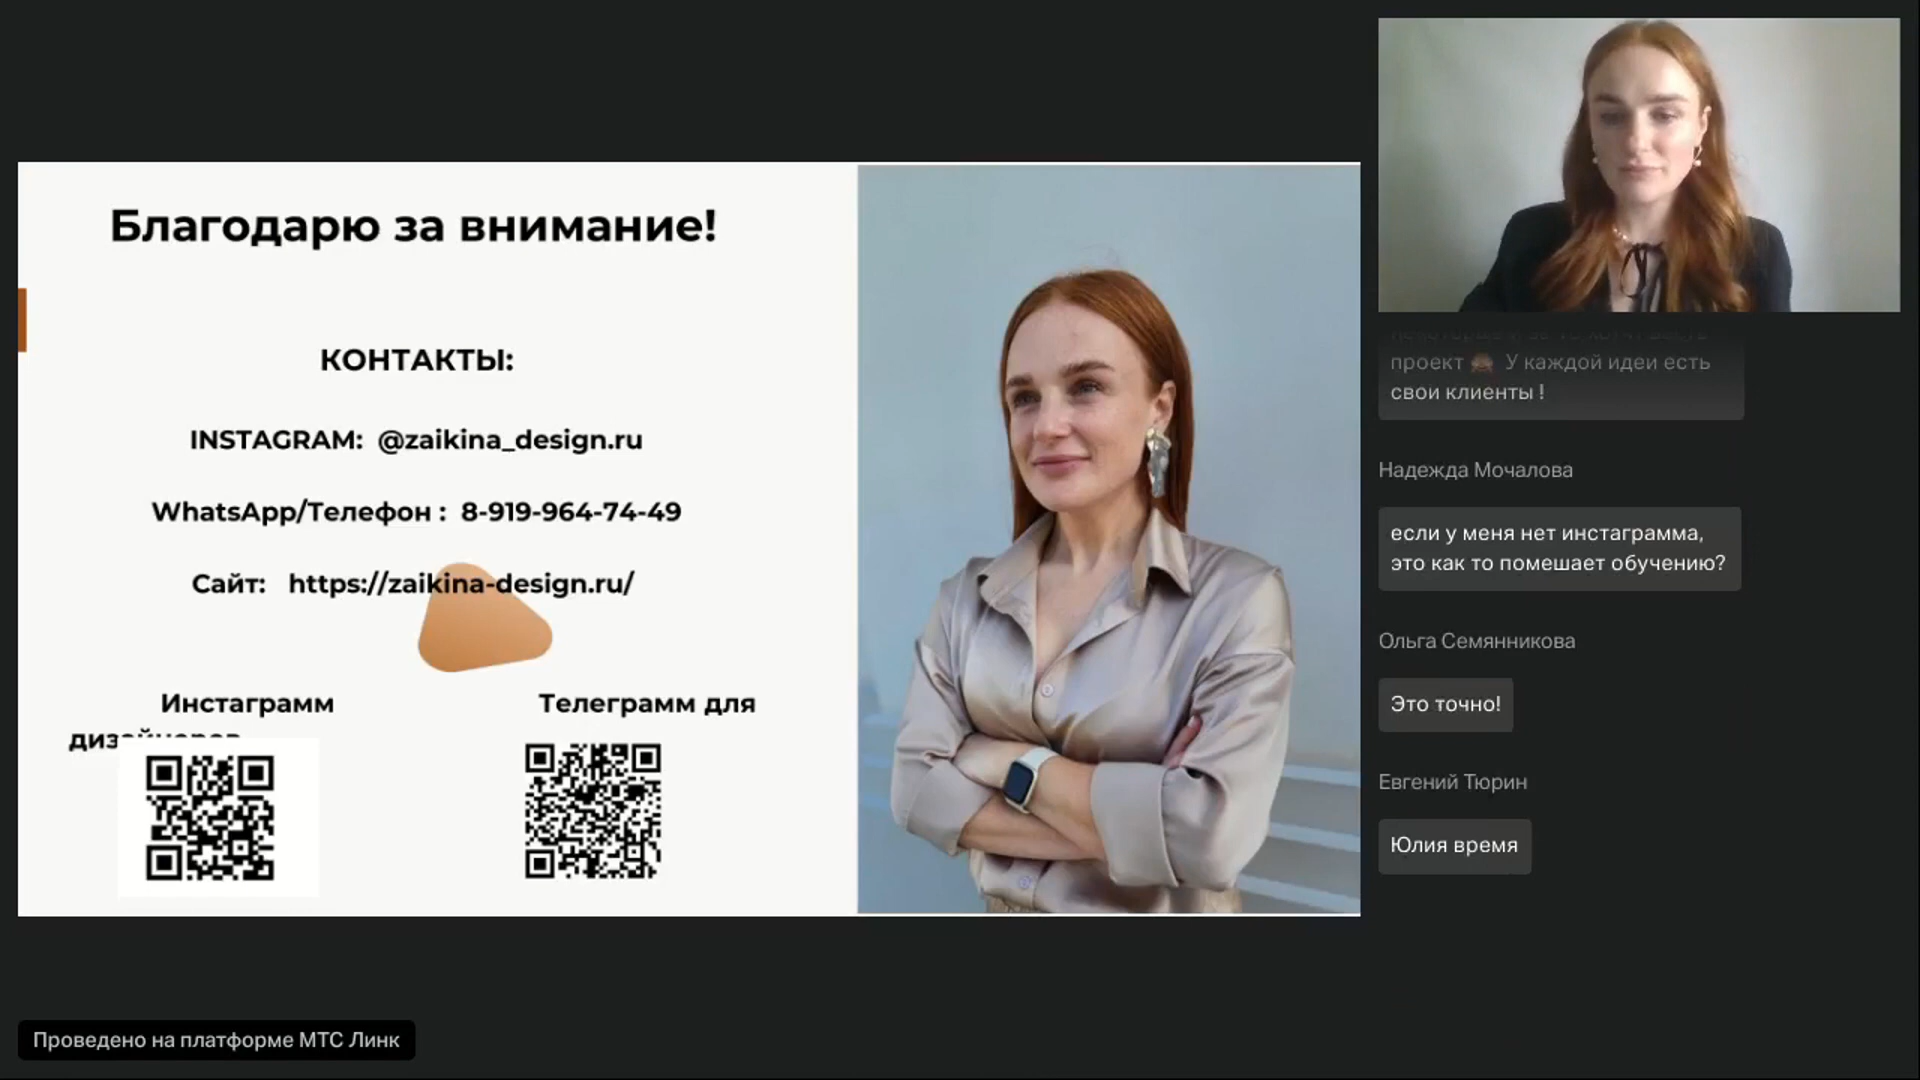 Благодарю за внимание!
КОНТАКТЫ:
INSTAGRAM: @zaikina_design.ru
WhatsApp/Телефон : 8-919-964-74-49
Сайт: https://zaikina-design.ru/
Инстаграмм Телеграмм для
дизайнеров
проект 🙈 У каждой идеи есть
свои клиенты !
Надежда Мочалова
если у меня нет инстаграмма,
это как то помешает обучению?
Ольга Семянникова
Это точно!
Евгений Тюрин
Юлия время
Проведено на платформе МТС Линк